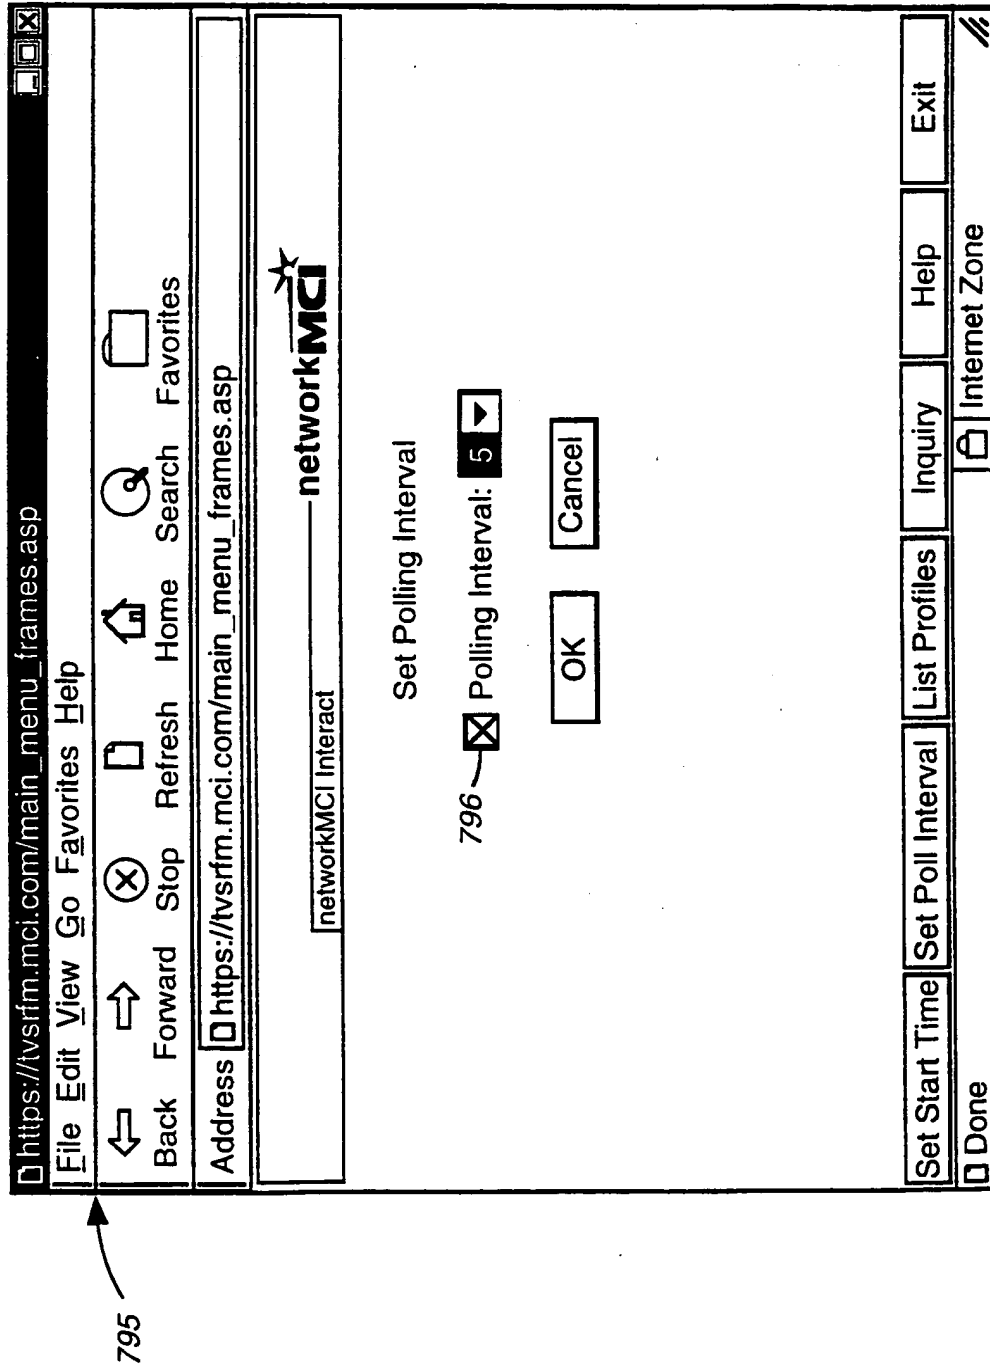 https://tvsrfm.mci.com/main_menu_frames.asp
File Edit View Go Favorites Help
Back Forward Stop Refresh Home Search Favorites
Address https://tvsrfm.mci.com/main_menu_frames.asp
networkMCI
networkMCI Interact
Set Polling Interval
796
Polling Interval: 5
OK Cancel
Set Start Time Set Poll Interval List Profiles Inquiry Help Exit
Done Internet Zone
795